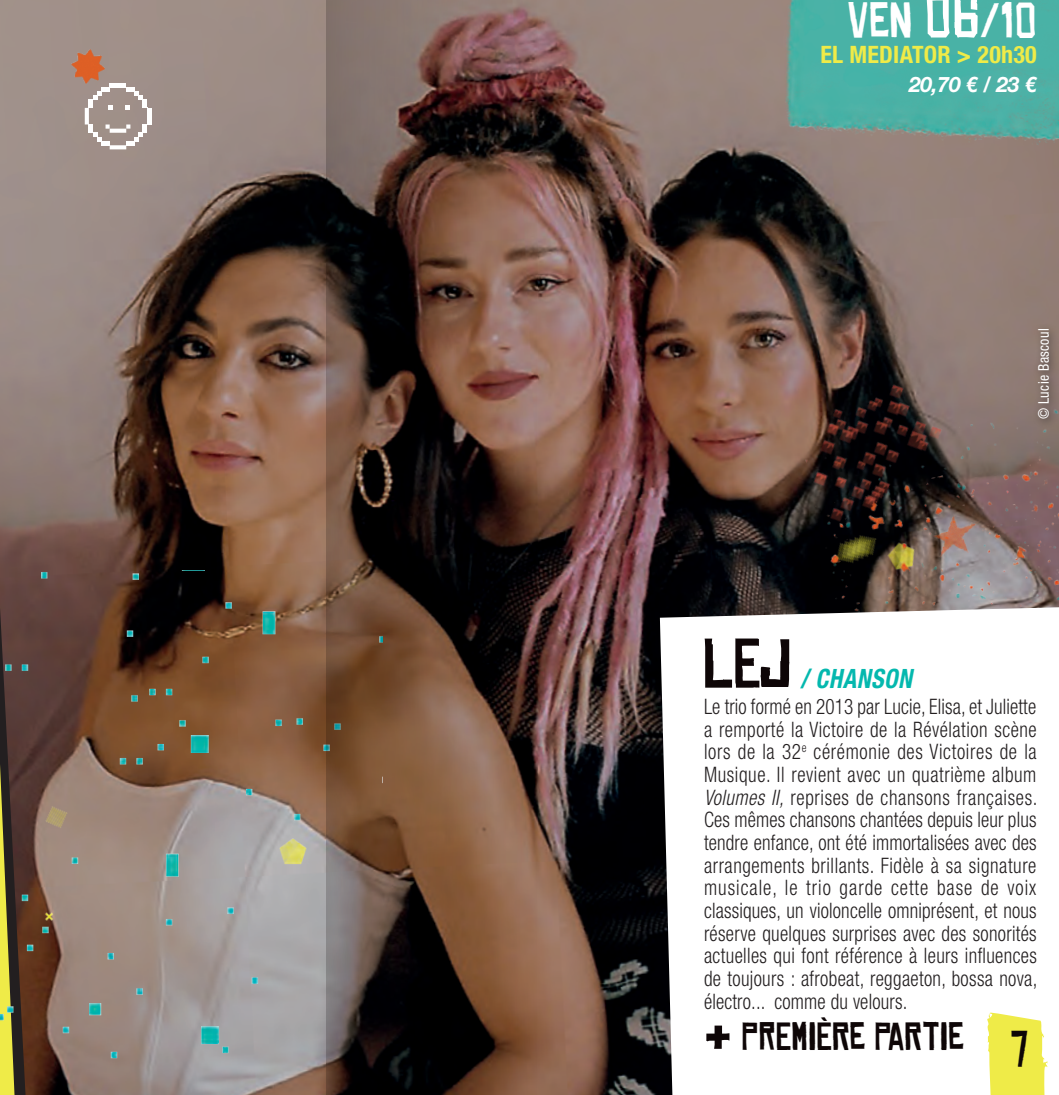 VEN 06/10
EL MEDIATOR > 20h30
20,70 € / 23 €
© Lucie Bascoul
LEJ / CHANSON
Le trio formé en 2013 par Lucie, Elisa, et Juliette
a remporté la Victoire de la Révélation scène
lors de la 32e cérémonie des Victoires de la
Musique. Il revient avec un quatrième album
Volumes II, reprises de chansons françaises.
Ces mêmes chansons chantées depuis leur plus
tendre enfance, ont été immortalisées avec des
arrangements brillants. Fidèle à sa signature
musicale, le trio garde cette base de voix
classiques, un violoncelle omniprésent, et nous
réserve quelques surprises avec des sonorités
actuelles qui font référence à leurs influences
de toujours : afrobeat, reggaeton, bossa nova,
électro... comme du velours.
+ PREMIÈRE PARTIE
7